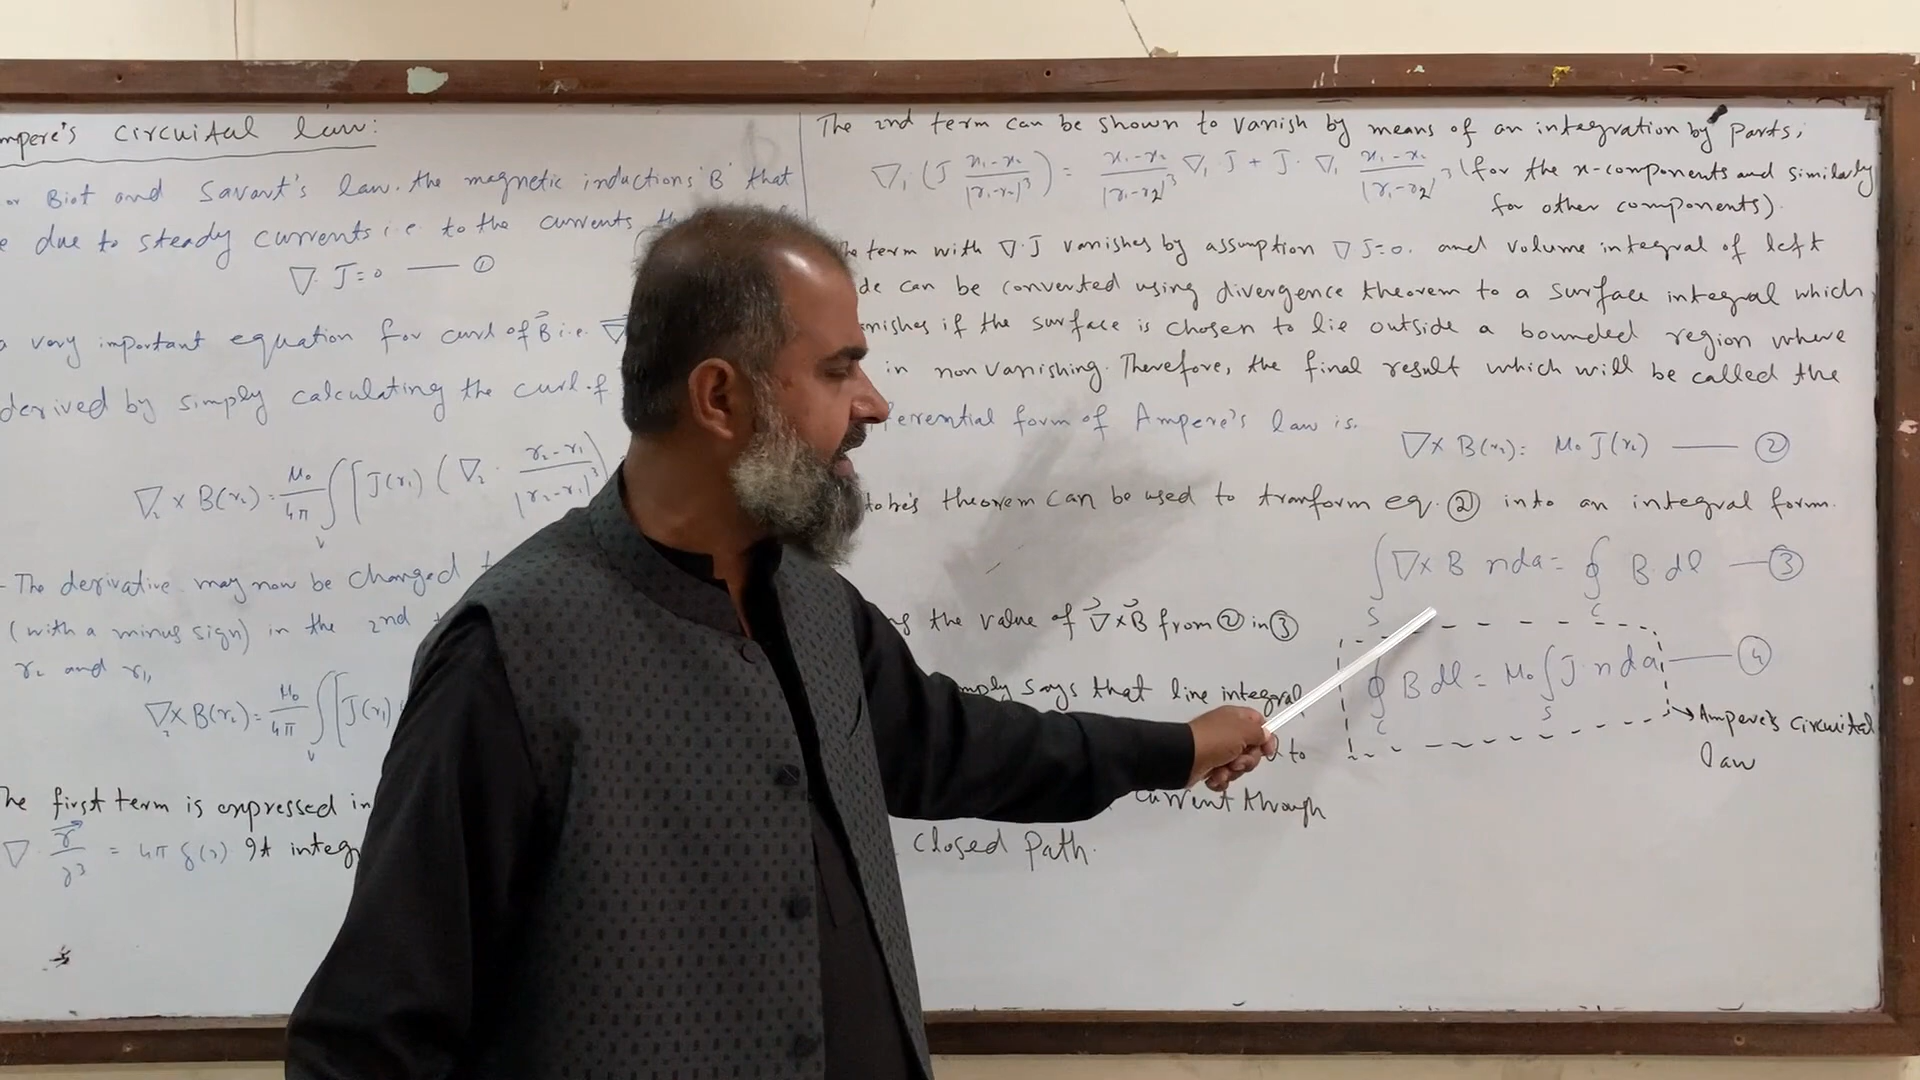 mpere's circuital law:
or Biot and Savart's law. the magnetic inductions 'B' that
e due to steady currents i.e. to the currents
∇. J=0 —— ①
a very important equation for curl of B⃗ i.e.
derived by simply calculating the curl of
∇₂ × B(r₂) = μ₀/4π ∫ᵥ [J(r₁) (∇₂ . r₂-r₁/|r₂-r₁|³)
- The derivative may now be changed
(with a minus sign) in the 2nd
r₂ and r₁,
∇₂× B(r₂) = μ₀/4π ∫ᵥ [J(r₁)
he first term is expressed in
∇ . r⃗/r³ = 4π δ(r) It integ
The 2nd term can be shown to vanish by means of an integration by parts;
∇₁ (J x₁-x₂/|r₁-r₂|³) = x₁-x₂/|r₁-r₂|³ ∇₁ . J + J . ∇₁ x₁-x₂/|r₁-r₂|³ (for the x-components and similarly
for other components).
he term with ∇.J vanishes by assumption ∇ J=0. and volume integral of left
de can be converted using divergence theorem to a surface integral which
nishes if the surface is chosen to lie outside a bounded region where
in nonvanishing. Therefore, the final result which will be called the
ferential form of Ampere's law is.
∇× B(r₂) = μ₀ J(r₂) —— ②
theorem can be used to tranform eq. ② into an integral form.
∫ₛ ∇× B nda = ∮꜀ B. dl —③
the value of ∇⃗×B⃗ from ② in ③
∮꜀ B dl = μ₀ ∫ₛ J. n da —— ④
mply says that line integral
Ampere's circuital
law
to
current through
closed path.